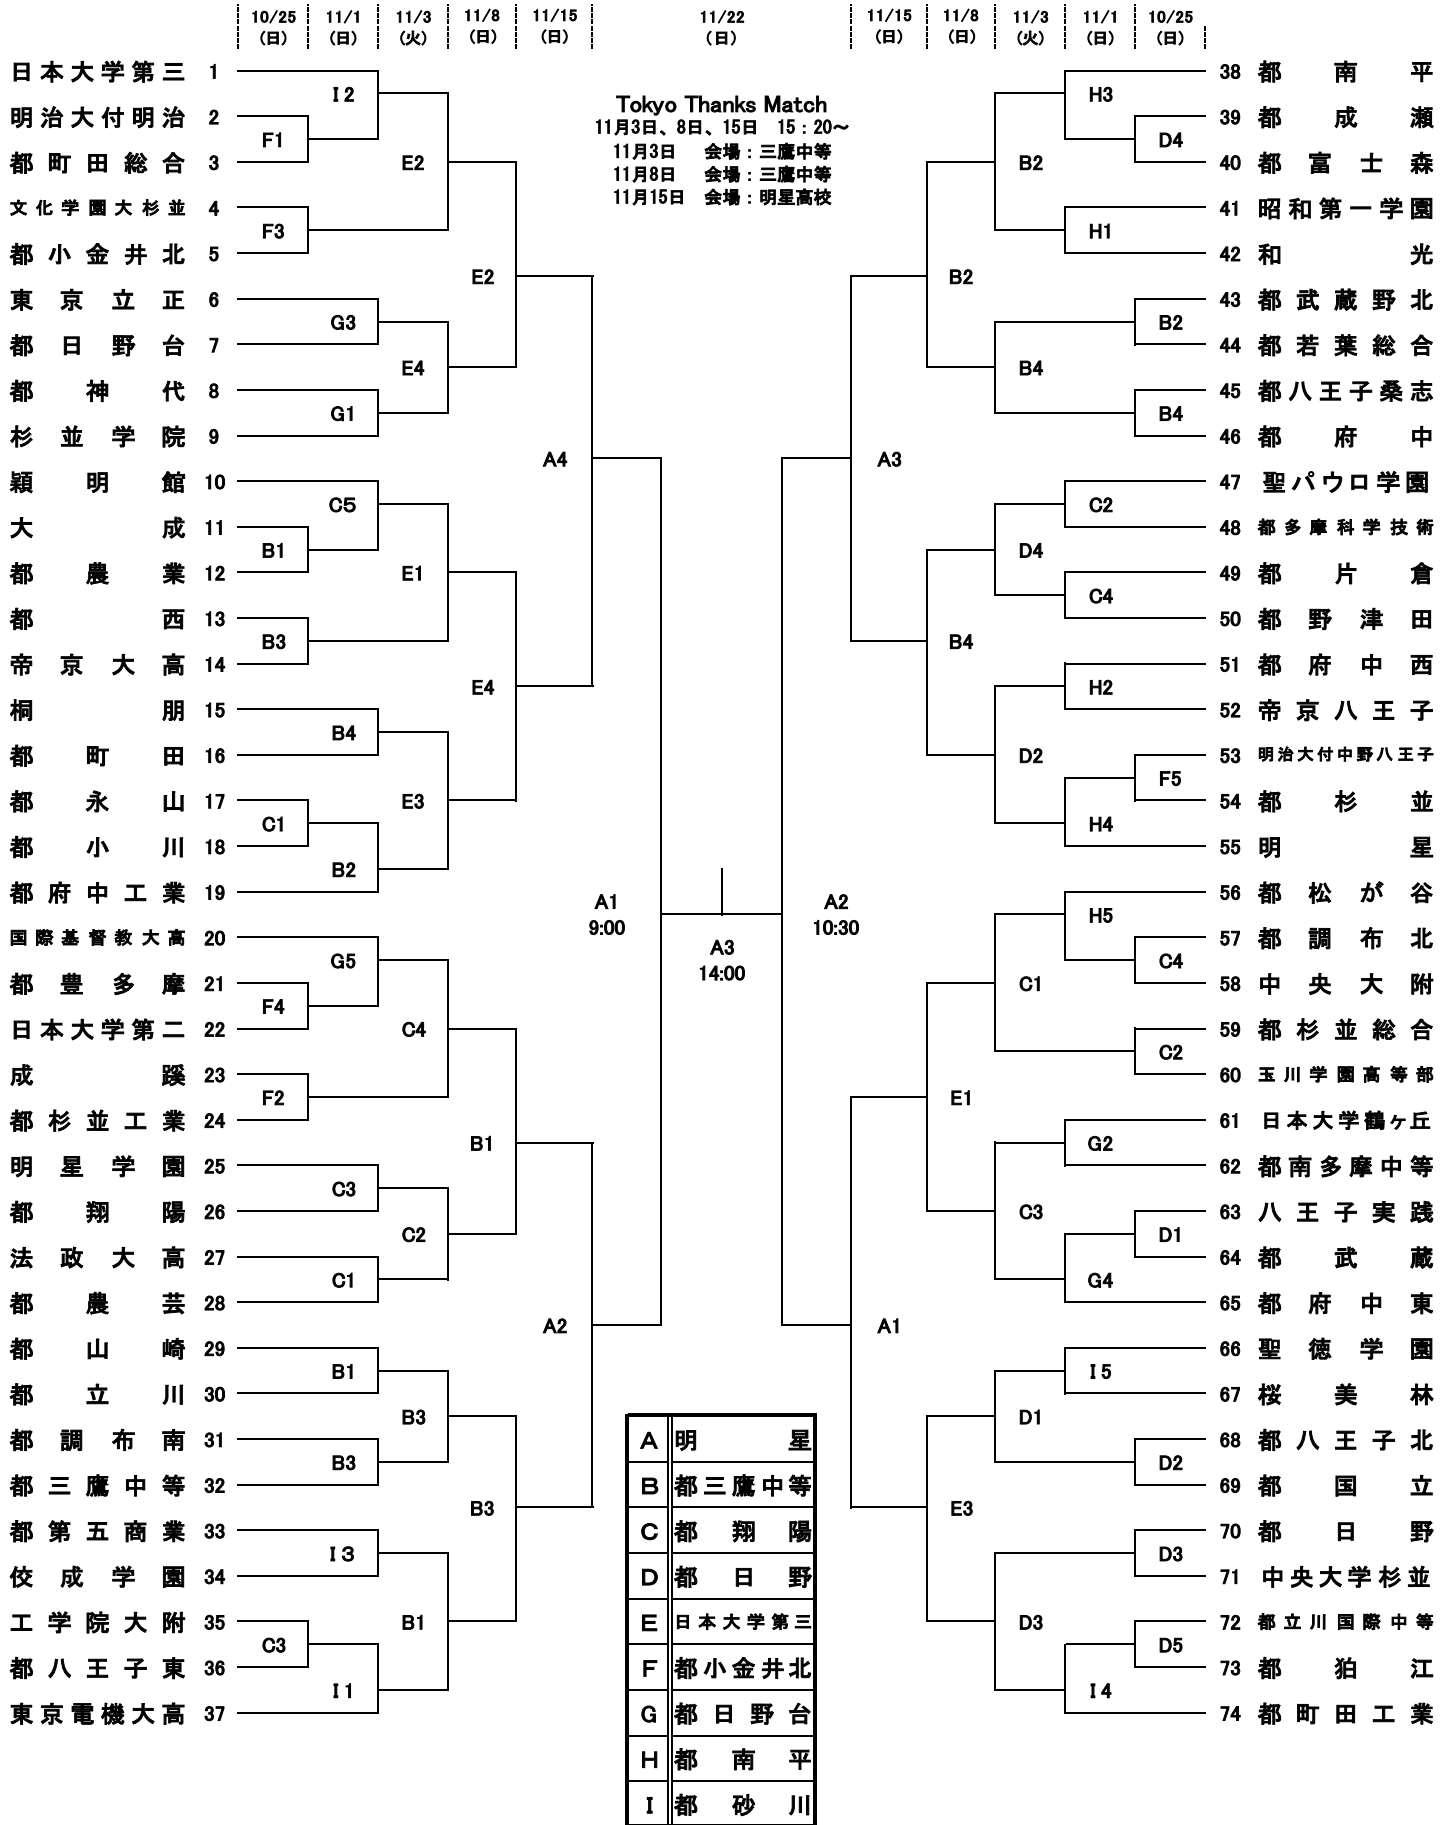 10/25 11/1 11/3 11/8 11/15 11/22 11/15 11/8 11/3 11/1 10/25
(日) (日) (火) (日) (日) (日) (日) (日) (火) (日) (日)
Tokyo Thanks Match
11月3日、8日、15日 15：20～
11月3日 会場：三鷹中等
11月8日 会場：三鷹中等
11月15日 会場：明星高校
日本大学第三 1
明治大付明治 2
都町田総合 3
文化学園大杉並 4
都小金井北 5
東京立正 6
都日野台 7
都神代 8
杉並学院 9
穎明館 10
大成 11
都農業 12
都西 13
帝京大高 14
桐朋 15
都町田 16
都永山 17
都小川 18
都府中工業 19
国際基督教大高 20
都豊多摩 21
日本大学第二 22
成蹊 23
都杉並工業 24
明星学園 25
都翔陽 26
法政大高 27
都農芸 28
都山崎 29
都立川 30
都調布南 31
都三鷹中等 32
都第五商業 33
佼成学園 34
工学院大附 35
都八王子東 36
東京電機大高 37
F1
F3
B1
B3
C1
F4
F2
C3
I2
G3
G1
C5
B4
B2
G5
C3
C1
B1
B3
I3
I1
E2
E4
E1
E3
C4
C2
B3
B1
E2
E4
B1
B3
A4
A2
A1
9:00
A3
14:00
A2
10:30
A3
A1
B2
B4
E1
E3
B2
B4
D4
D2
C1
C3
D1
D3
H3
H1
C2
C4
H2
H4
H5
G2
G4
I5
I4
D4
B2
B4
F5
C4
C2
D1
D2
D3
D5
38 都南平
39 都成瀬
40 都富士森
41 昭和第一学園
42 和光
43 都武蔵野北
44 都若葉総合
45 都八王子桑志
46 都府中
47 聖パウロ学園
48 都多摩科学技術
49 都片倉
50 都野津田
51 都府中西
52 帝京八王子
53 明治大付中野八王子
54 都杉並
55 明星
56 都松が谷
57 都調布北
58 中央大附
59 都杉並総合
60 玉川学園高等部
61 日本大学鶴ヶ丘
62 都南多摩中等
63 八王子実践
64 都武蔵
65 都府中東
66 聖徳学園
67 桜美林
68 都八王子北
69 都国立
70 都日野
71 中央大学杉並
72 都立川国際中等
73 都狛江
74 都町田工業
A 明星
B 都三鷹中等
C 都翔陽
D 都日野
E 日本大学第三
F 都小金井北
G 都日野台
H 都南平
I 都砂川